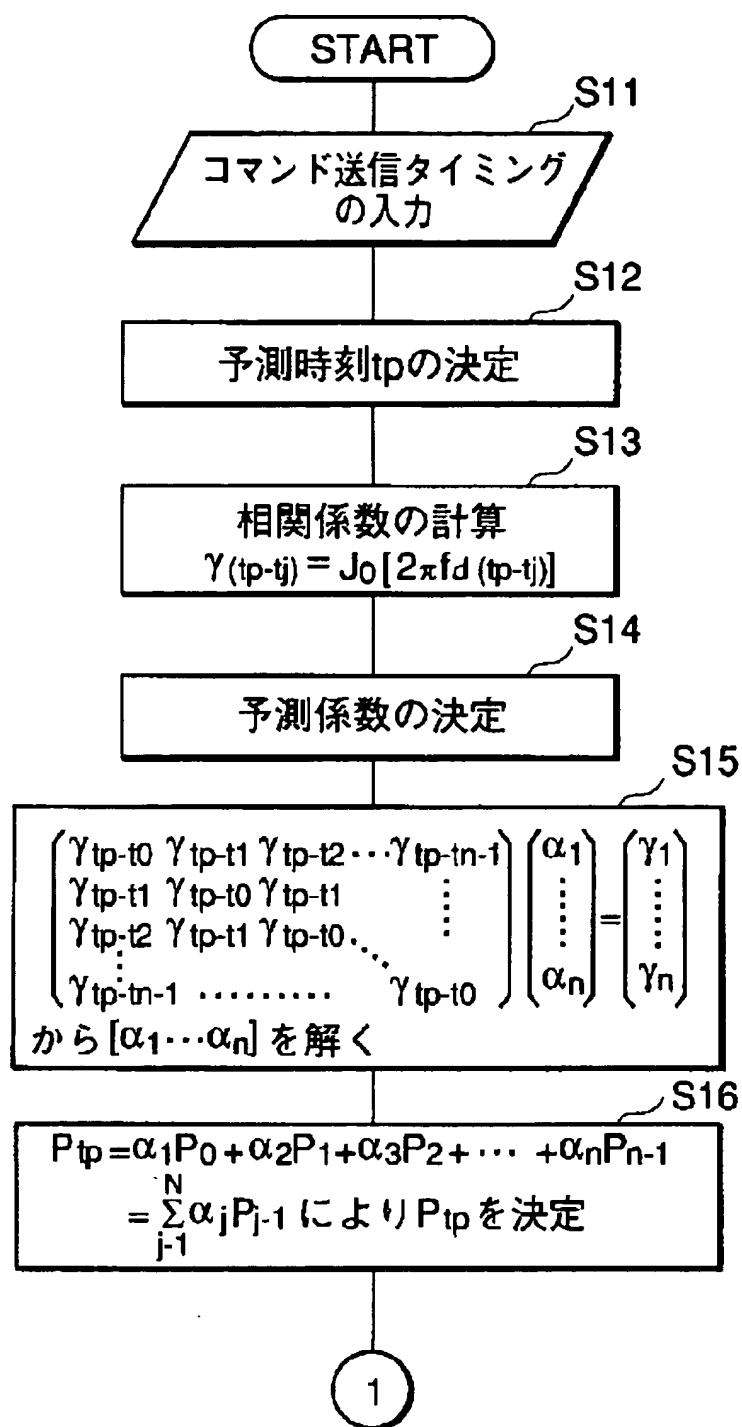 START
S11
コマンド送信タイミング
の入力
S12
予測時刻tpの決定
S13
相関係数の計算
γ(tp-tj) = J0 [ 2πfd (tp-tj)]
S14
予測係数の決定
S15
γtp-t0 γtp-t1 γtp-t2 ⋯ γtp-tn-1 α1 γ1
γtp-t1 γtp-t0 γtp-t1 ⋮ ⋮ ⋮
γtp-t2 γtp-t1 γtp-t0 ⋱ ⋮ = ⋮
γtp-tn-1 ⋯⋯⋯ γtp-t0 αn γn
から [α1⋯αn] を解く
S16
Ptp=α1P0+α2P1+α3P2+⋯ +αnPn-1
N
= Σ αjPj-1 により Ptp を決定
j-1
1